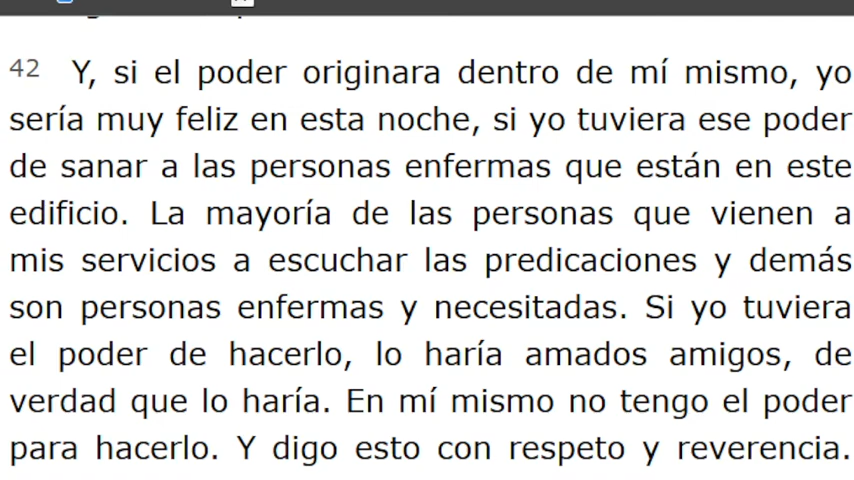 42 Y, si el poder originara dentro de mí mismo, yo
sería muy feliz en esta noche, si yo tuviera ese poder
de sanar a las personas enfermas que están en este
edificio. La mayoría de las personas que vienen a
mis servicios a escuchar las predicaciones y demás
son personas enfermas y necesitadas. Si yo tuviera
el poder de hacerlo, lo haría amados amigos, de
verdad que lo haría. En mí mismo no tengo el poder
para hacerlo. Y digo esto con respeto y reverencia.